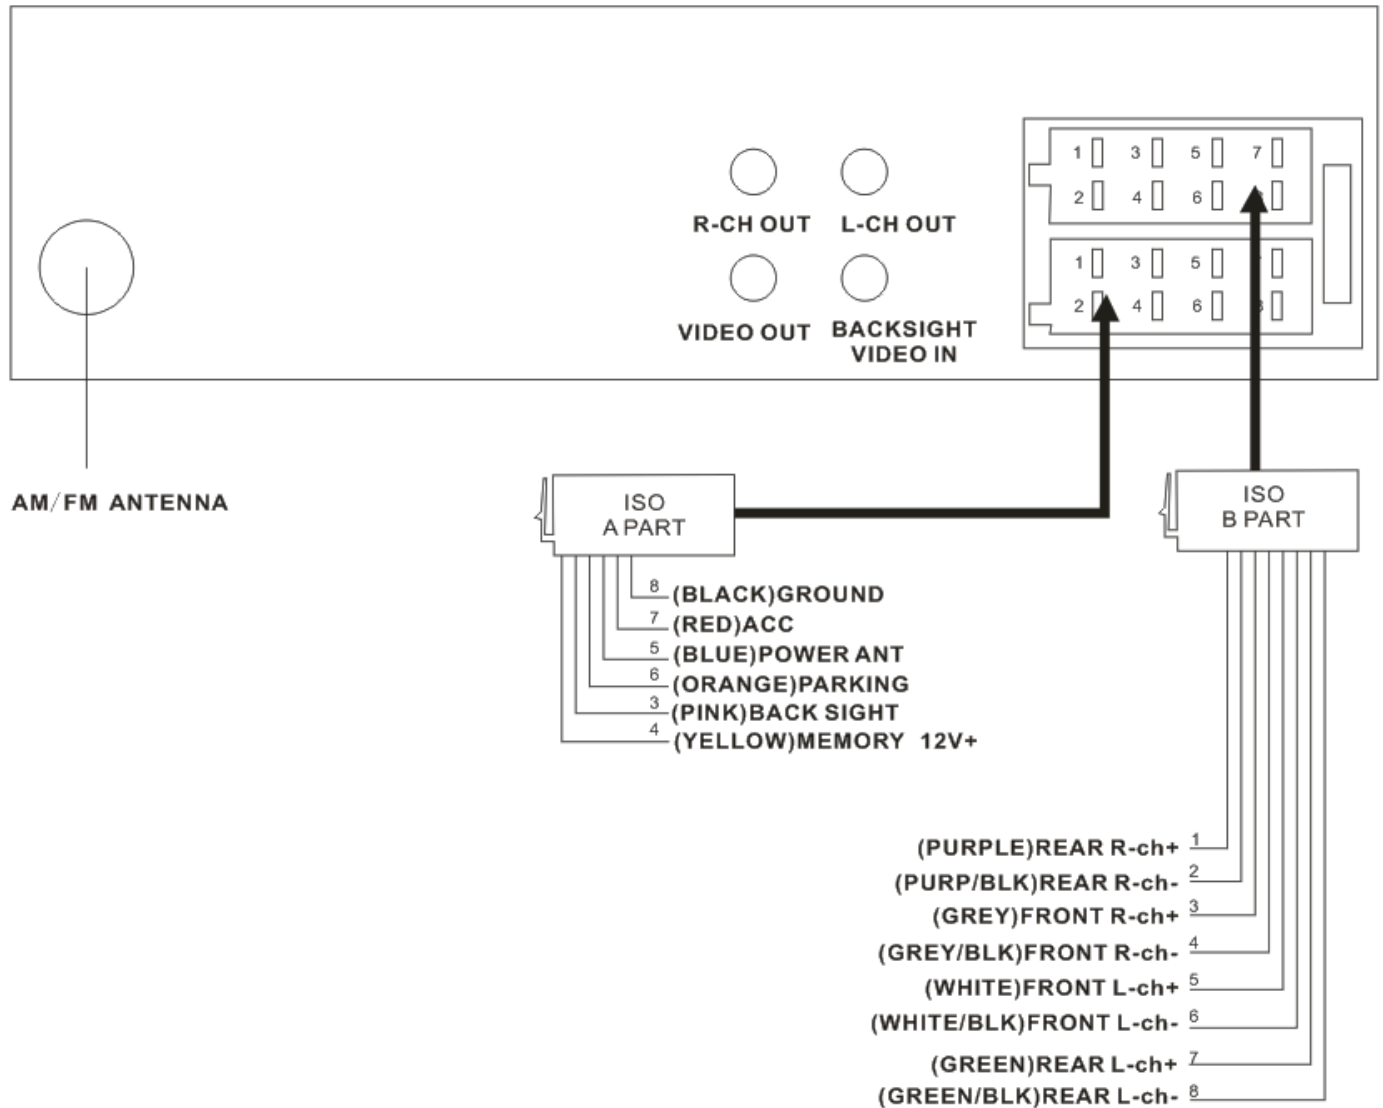 1 3 5 7
2 4 6
R-CH OUT L-CH OUT
1 3 5
2 4 6
VIDEO OUT BACKSIGHT
VIDEO IN
AM/FM ANTENNA
ISO
A PART
ISO
B PART
8 (BLACK)GROUND
7 (RED)ACC
5 (BLUE)POWER ANT
6 (ORANGE)PARKING
3 (PINK)BACK SIGHT
4 (YELLOW)MEMORY 12V+
(PURPLE)REAR R-ch+ 1
(PURP/BLK)REAR R-ch- 2
(GREY)FRONT R-ch+ 3
(GREY/BLK)FRONT R-ch- 4
(WHITE)FRONT L-ch+ 5
(WHITE/BLK)FRONT L-ch- 6
(GREEN)REAR L-ch+ 7
(GREEN/BLK)REAR L-ch- 8